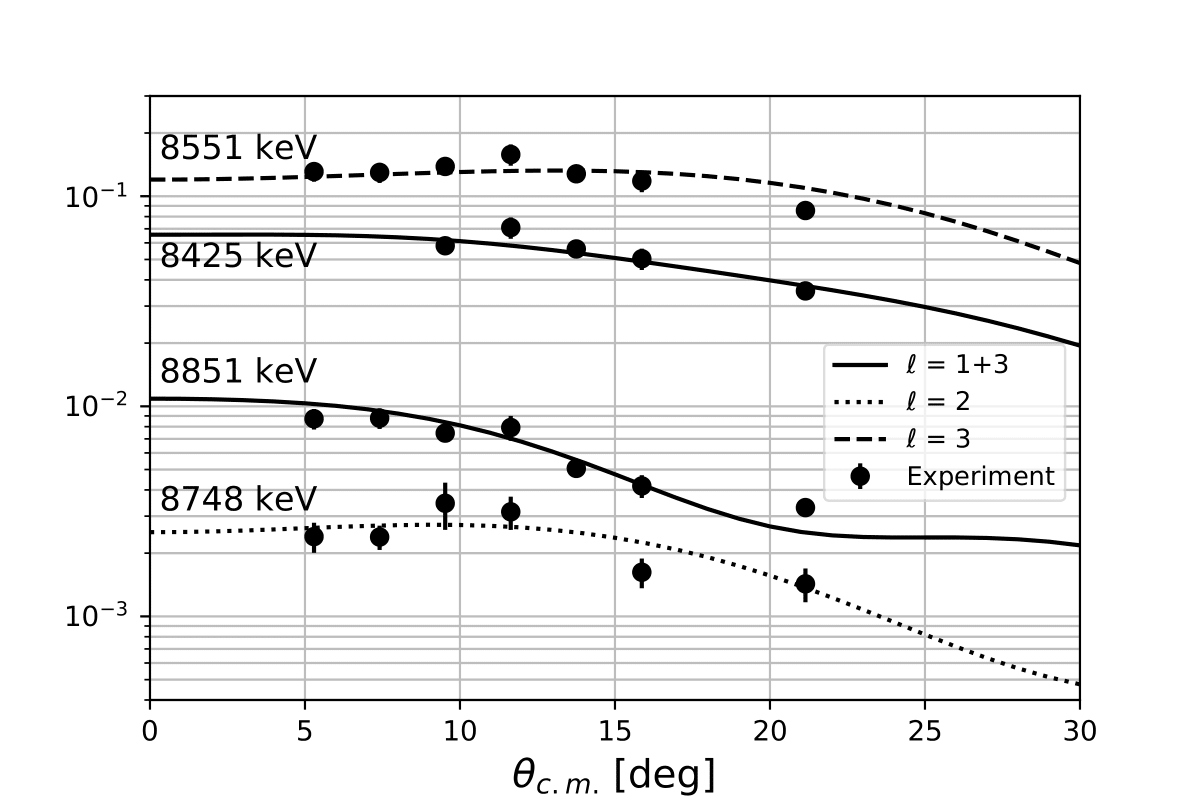 8551 keV
10⁻¹
8425 keV
8851 keV
ℓ = 1+3
10⁻²
ℓ = 2
ℓ = 3
Experiment
8748 keV
10⁻³
0 5 10 15 20 25 30
θc.m. [deg]